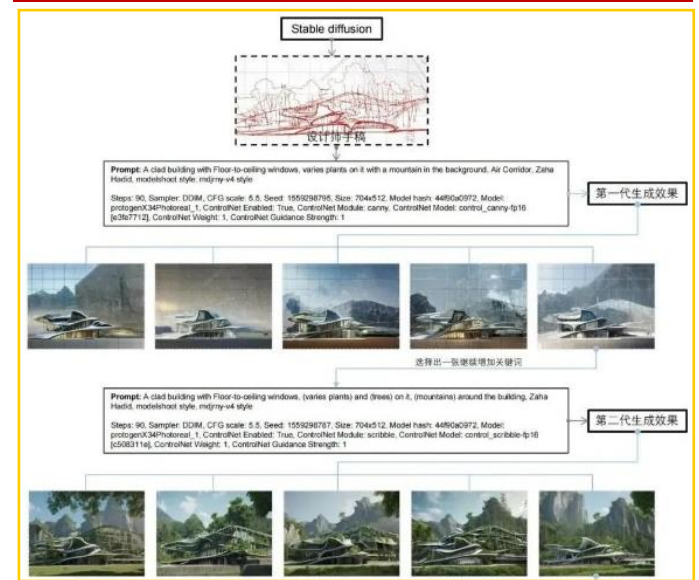 Stable diffusion
设计师手稿
Prompt: A clad building with Floor-to-ceiling windows, varies plants on it with a mountain in the background, Air Corridor, Zaha
Hadid, modelshoot style, mdjrny-v4 style
Steps: 90, Sampler: DDIM, CFG scale: 5.5, Seed: 1559298795, Size: 704x512, Model hash: 44f90a0972, Model:
protogenX34Photoreal_1, ControlNet Enabled: True, ControlNet Module: canny, ControlNet Model: control_canny-fp16
[e3fe7712], ControlNet Weight: 1, ControlNet Guidance Strength: 1
第一代生成效果
选择出一张继续增加关键词
Prompt: A clad building with Floor-to-ceiling windows, (varies plants) and (trees) on it, (mountains) around the building, Zaha
Hadid, modelshoot style, mdjrny-v4 style
Steps: 90, Sampler: DDIM, CFG scale: 5.5, Seed: 1559298787, Size: 704x512, Model hash: 44f90a0972, Model:
protogenX34Photoreal_1, ControlNet Enabled: True, ControlNet Module: scribble, ControlNet Model: control_scribble-fp16
[c508311e], ControlNet Weight: 1, ControlNet Guidance Strength: 1
第二代生成效果